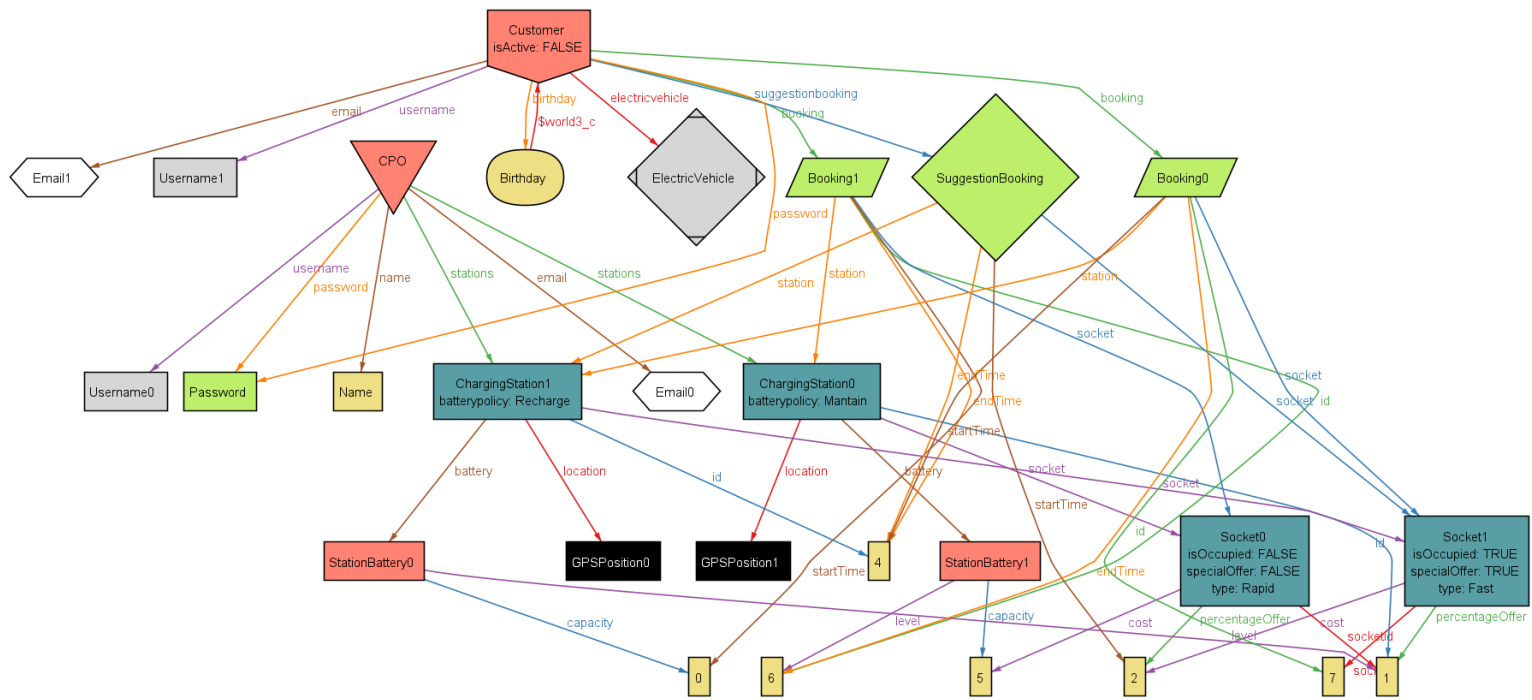 Customer
isActive: FALSE
suggestionbooking
electricvehicle
birthday
booking
booking
email
username
$world3_c
CPO
Email1
Username1
Birthday
ElectricVehicle
Booking1
SuggestionBooking
Booking0
password
username
password
name
stations
email
stations
station
station
station
socket
endTime
socket
socket
endTime
id
Username0
Password
Name
ChargingStation1
batterypolicy: Recharge
Email0
ChargingStation0
batterypolicy: Mantain
startTime
battery
location
id
location
battery
socket
socket
startTime
id
id
StationBattery0
GPSPosition0
GPSPosition1
4
StationBattery1
Socket0
isOccupied: FALSE
specialOffer: FALSE
type: Rapid
Socket1
isOccupied: TRUE
specialOffer: TRUE
type: Fast
startTime
endTime
capacity
level
capacity
cost
percentageOffer
level
socketid
cost
percentageOffer
0
6
5
2
7
1